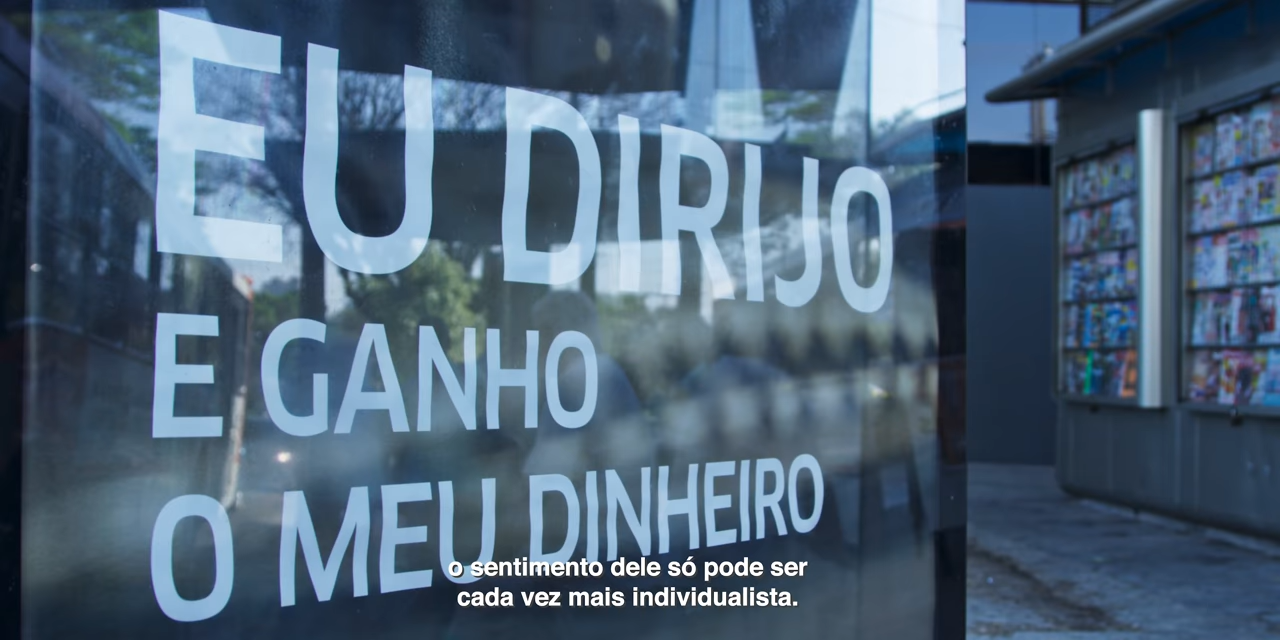 EU DIRIJO
E GANHO
O MEU DINHEIRO
o sentimento dele só pode ser
cada vez mais individualista.